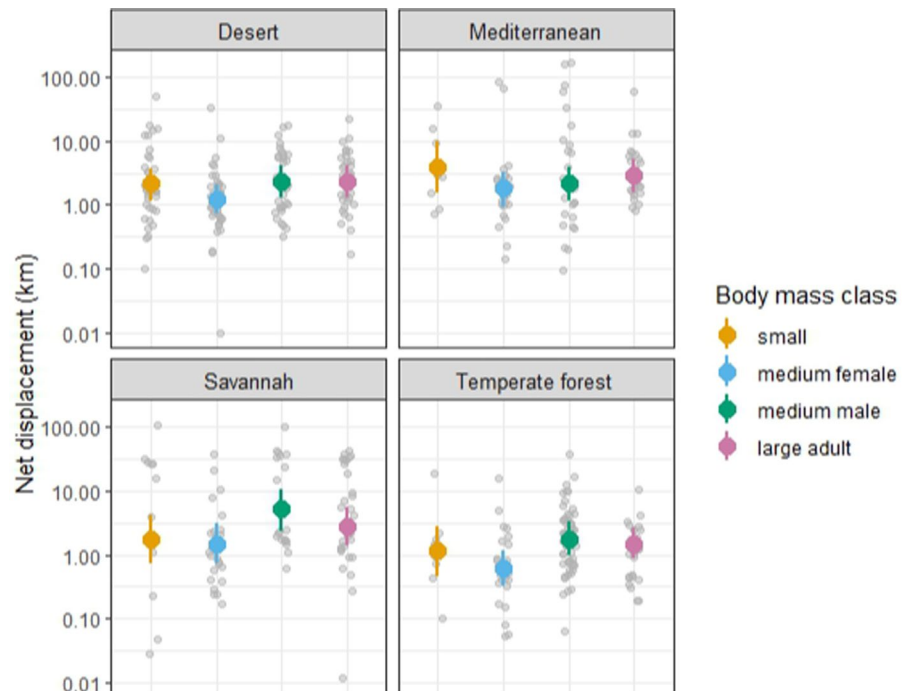 Desert
Mediterranean
100.00
10.00
1.00
0.10
0.01
Savannah
Temperate forest
100.00
10.00
1.00
0.10
0.01
Net displacement (km)
Body mass class
small
medium female
medium male
large adult